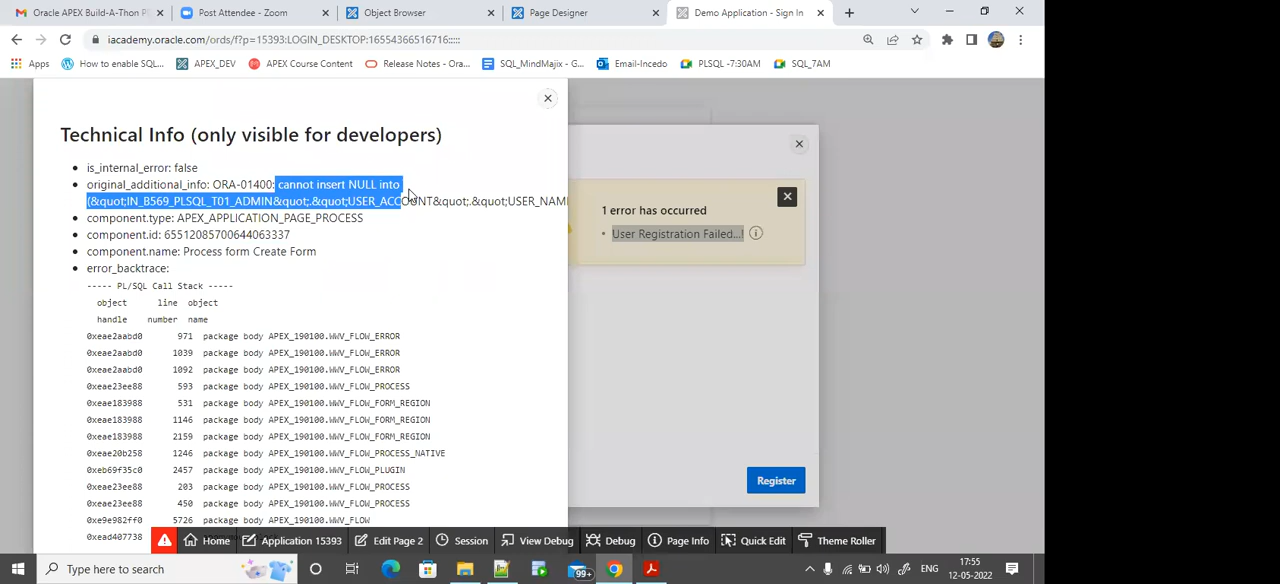 Oracle APEX Build-A-Thon
Post Attendee - Zoom
Object Browser
Page Designer
Demo Application - Sign In
iacademy.oracle.com/ords/f?p=15393:LOGIN_DESKTOP:16554366516716:::::
Apps
How to enable SQL...
APEX_DEV
APEX Course Content
Release Notes - Ora...
SQL_MindMajix - G...
Email-Incedo
PLSQL -7:30AM
SQL_7AM
Technical Info (only visible for developers)
• is_internal_error: false
• original_additional_info: ORA-01400: cannot insert NULL into
(&quot;IN_B569_PLSQL_T01_ADMIN&quot;.&quot;USER_ACCOUNT&quot;.&quot;USER_NAM
• component.type: APEX_APPLICATION_PAGE_PROCESS
• component.id: 65512085700644063337
• component.name: Process form Create Form
• error_backtrace:
----- PL/SQL Call Stack -----
object line object
handle number name
0xeae2aabd0 971 package body APEX_190100.WWV_FLOW_ERROR
0xeae2aabd0 1039 package body APEX_190100.WWV_FLOW_ERROR
0xeae2aabd0 1092 package body APEX_190100.WWV_FLOW_ERROR
0xeae23ee88 593 package body APEX_190100.WWV_FLOW_PROCESS
0xeae183988 531 package body APEX_190100.WWV_FLOW_FORM_REGION
0xeae183988 1146 package body APEX_190100.WWV_FLOW_FORM_REGION
0xeae183988 2159 package body APEX_190100.WWV_FLOW_FORM_REGION
0xeae20b258 1246 package body APEX_190100.WWV_FLOW_PROCESS_NATIVE
0xeb69f35c0 2457 package body APEX_190100.WWV_FLOW_PLUGIN
0xeae23ee88 203 package body APEX_190100.WWV_FLOW_PROCESS
0xeae23ee88 450 package body APEX_190100.WWV_FLOW_PROCESS
0xe9e982ff0 5726 package body APEX_190100.WWV_FLOW
0xead407738
1 error has occurred
• User Registration Failed...!
Register
Home
Application 15393
Edit Page 2
Session
View Debug
Debug
Page Info
Quick Edit
Theme Roller
Type here to search
99+
ENG
17:55
12-05-2022